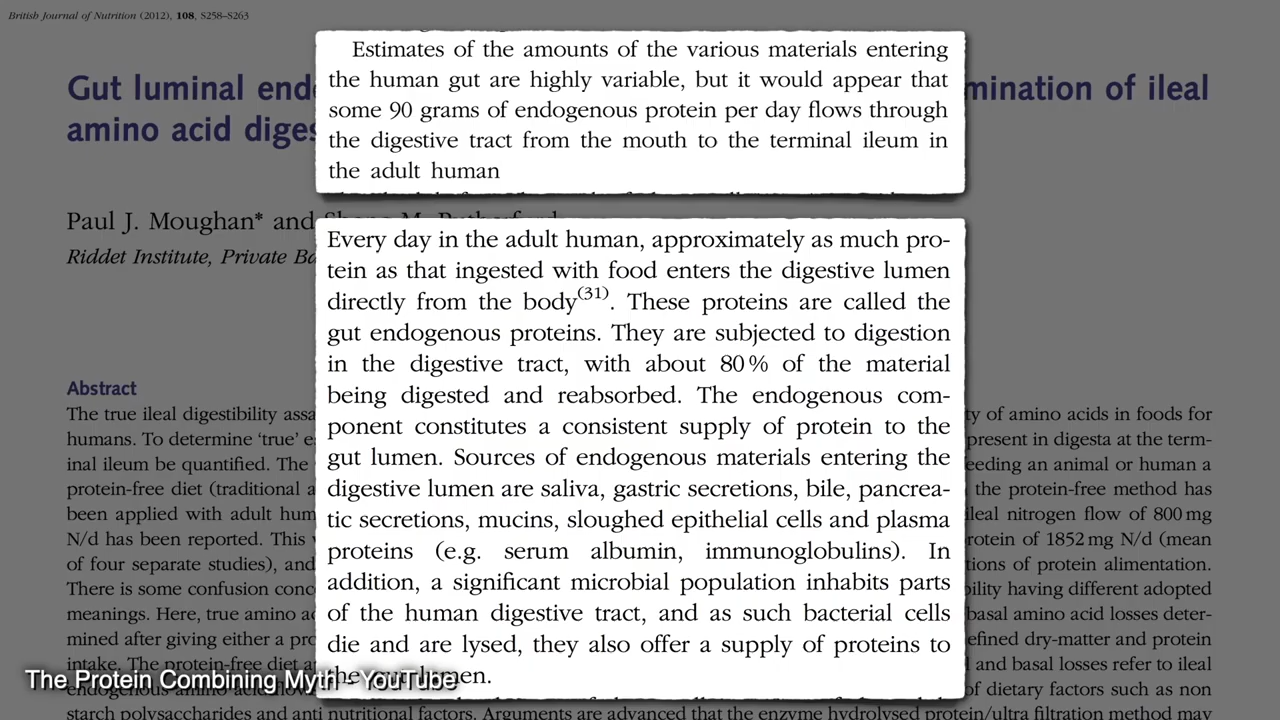 British Journal of Nutrition (2012), 108, S258–S263
Gut luminal end mination of ileal
amino acid diges
Estimates of the amounts of the various materials entering
the human gut are highly variable, but it would appear that
some 90 grams of endogenous protein per day flows through
the digestive tract from the mouth to the terminal ileum in
the adult human
Paul J. Moughan* and
Riddet Institute, Private Ba
Every day in the adult human, approximately as much pro-
tein as that ingested with food enters the digestive lumen
directly from the body(31). These proteins are called the
gut endogenous proteins. They are subjected to digestion
in the digestive tract, with about 80% of the material
being digested and reabsorbed. The endogenous com-
ponent constitutes a consistent supply of protein to the
gut lumen. Sources of endogenous materials entering the
digestive lumen are saliva, gastric secretions, bile, pancrea-
tic secretions, mucins, sloughed epithelial cells and plasma
proteins (e.g. serum albumin, immunoglobulins). In
addition, a significant microbial population inhabits parts
of the human digestive tract, and as such bacterial cells
die and are lysed, they also offer a supply of proteins to
the gut lumen.
Abstract
The true ileal digestibility assa ty of amino acids in foods for
humans. To determine ‘true’ es present in digesta at the term-
inal ileum be quantified. The eeding an animal or human a
protein-free diet (traditional a the protein-free method has
been applied with adult hum ileal nitrogen flow of 800 mg
N/d has been reported. This rotein of 1852 mg N/d (mean
of four separate studies), and tions of protein alimentation.
There is some confusion conc bility having different adopted
meanings. Here, true amino ac basal amino acid losses deter-
mined after giving either a pro efined dry-matter and protein
intake. The protein-free diet a and basal losses refer to ileal
of dietary factors such as non
starch polysaccharides and anti nutritional factors. Arguments are advanced that the enzyme hydrolysed protein/ultra filtration method may
The Protein Combining Myth - YouTube